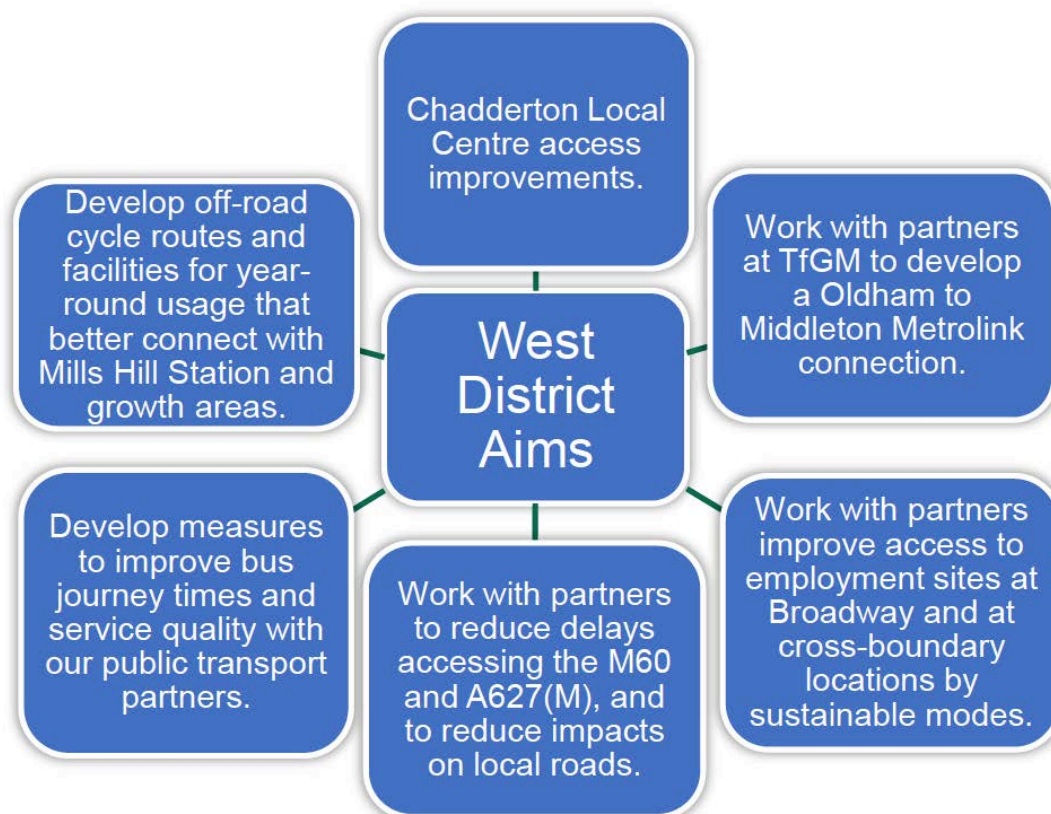 Chadderton Local
Centre access
improvements.
Work with partners
at TfGM to develop
a Oldham to
Middleton Metrolink
connection.
Work with partners
improve access to
employment sites at
Broadway and at
cross-boundary
locations by
sustainable modes.
Work with partners
to reduce delays
accessing the M60
and A627(M), and
to reduce impacts
on local roads.
Develop measures
to improve bus
journey times and
service quality with
our public transport
partners.
Develop off-road
cycle routes and
facilities for year-
round usage that
better connect with
Mills Hill Station and
growth areas.
West
District
Aims